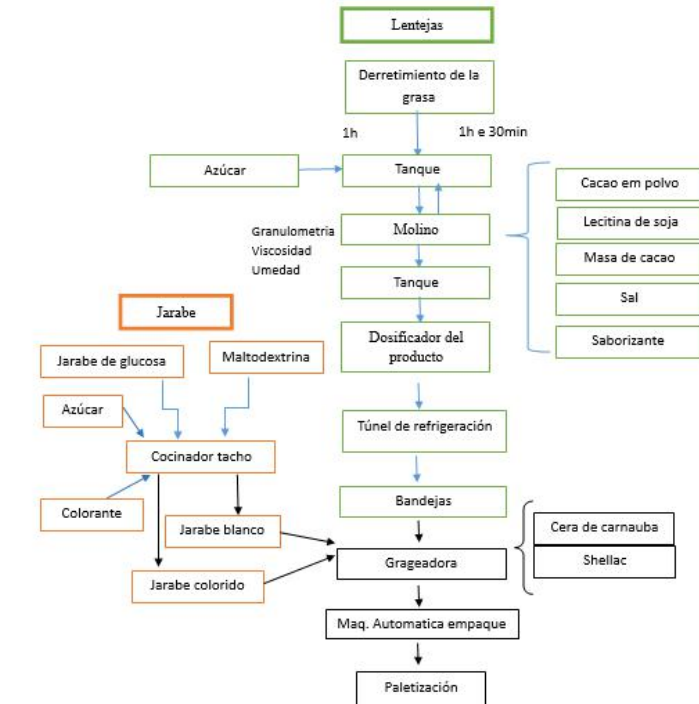 Lentejas
Derretimiento de la
grasa
1h
1h e 30min
Azúcar
Tanque
Cacao em polvo
Lecitina de soja
Masa de cacao
Sal
Saborizante
Granulometria
Viscosidad
Umedad
Molino
Tanque
Jarabe
Dosificador del
producto
Jarabe de glucosa
Maltodextrina
Azúcar
Túnel de refrigeración
Cocinador tacho
Colorante
Bandejas
Jarabe blanco
Cera de carnauba
Shellac
Grageadora
Jarabe colorido
Maq. Automatica empaque
Paletización